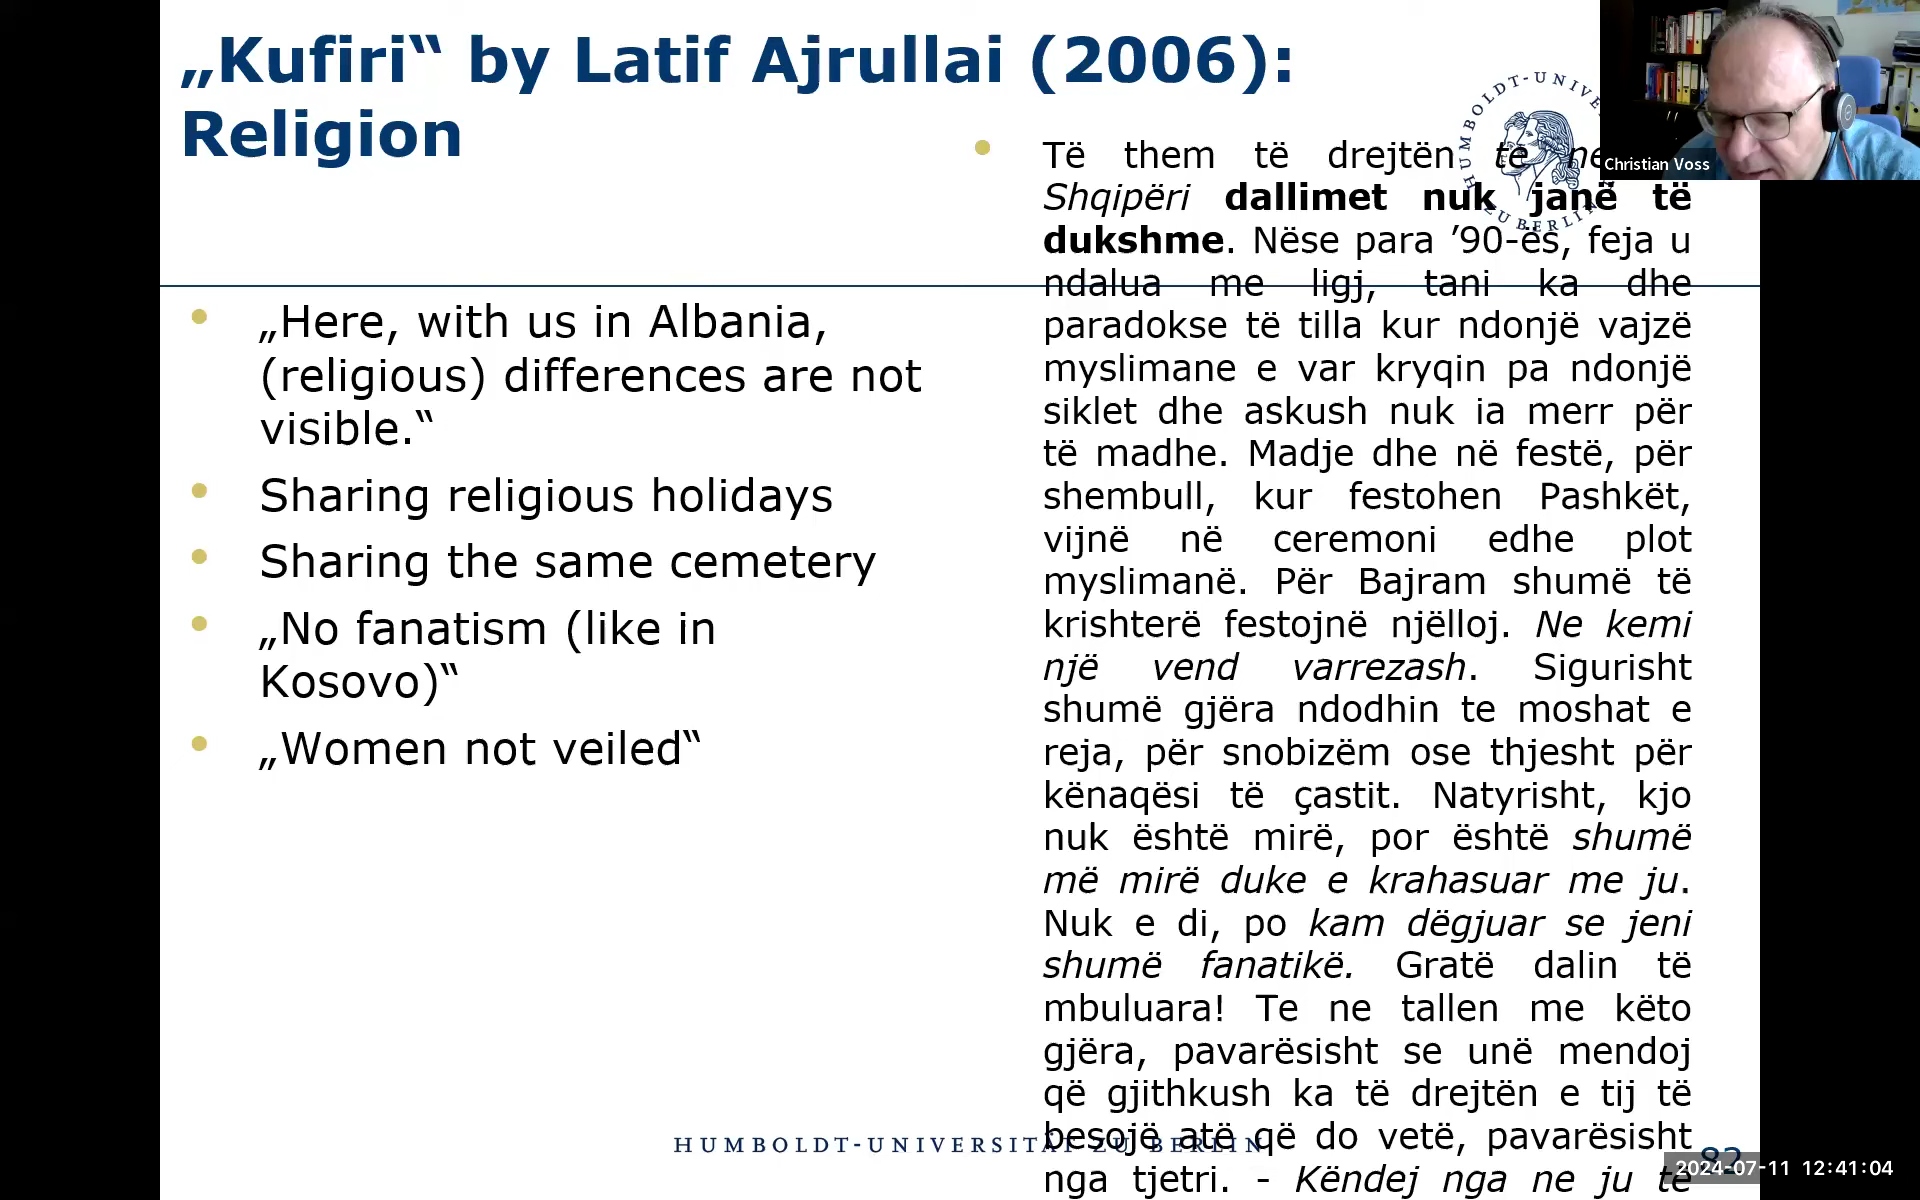 „Kufiri“ by Latif Ajrullai (2006):
Religion
„Here, with us in Albania,
(religious) differences are not
visible.“
Sharing religious holidays
Sharing the same cemetery
„No fanatism (like in
Kosovo)“
„Women not veiled“
Të them të drejtën te ne
Shqipëri dallimet nuk janë të
dukshme. Nëse para ’90-ës, feja u
ndalua me ligj, tani ka dhe
paradokse të tilla kur ndonjë vajzë
myslimane e var kryqin pa ndonjë
siklet dhe askush nuk ia merr për
të madhe. Madje dhe në festë, për
shembull, kur festohen Pashkët,
vijnë në ceremoni edhe plot
myslimanë. Për Bajram shumë të
krishterë festojnë njëlloj. Ne kemi
një vend varrezash. Sigurisht
shumë gjëra ndodhin te moshat e
reja, për snobizëm ose thjesht për
kënaqësi të çastit. Natyrisht, kjo
nuk është mirë, por është shumë
më mirë duke e krahasuar me ju.
Nuk e di, po kam dëgjuar se jeni
shumë fanatikë. Gratë dalin të
mbuluara! Te ne tallen me këto
gjëra, pavarësisht se unë mendoj
që gjithkush ka të drejtën e tij të
besojë atë që do vetë, pavarësisht
nga tjetri. - Këndej nga ne ju të
Christian Voss
HUMBOLDT-UNIVERSITÄT ZU BERLIN
82
2024-07-11 12:41:04